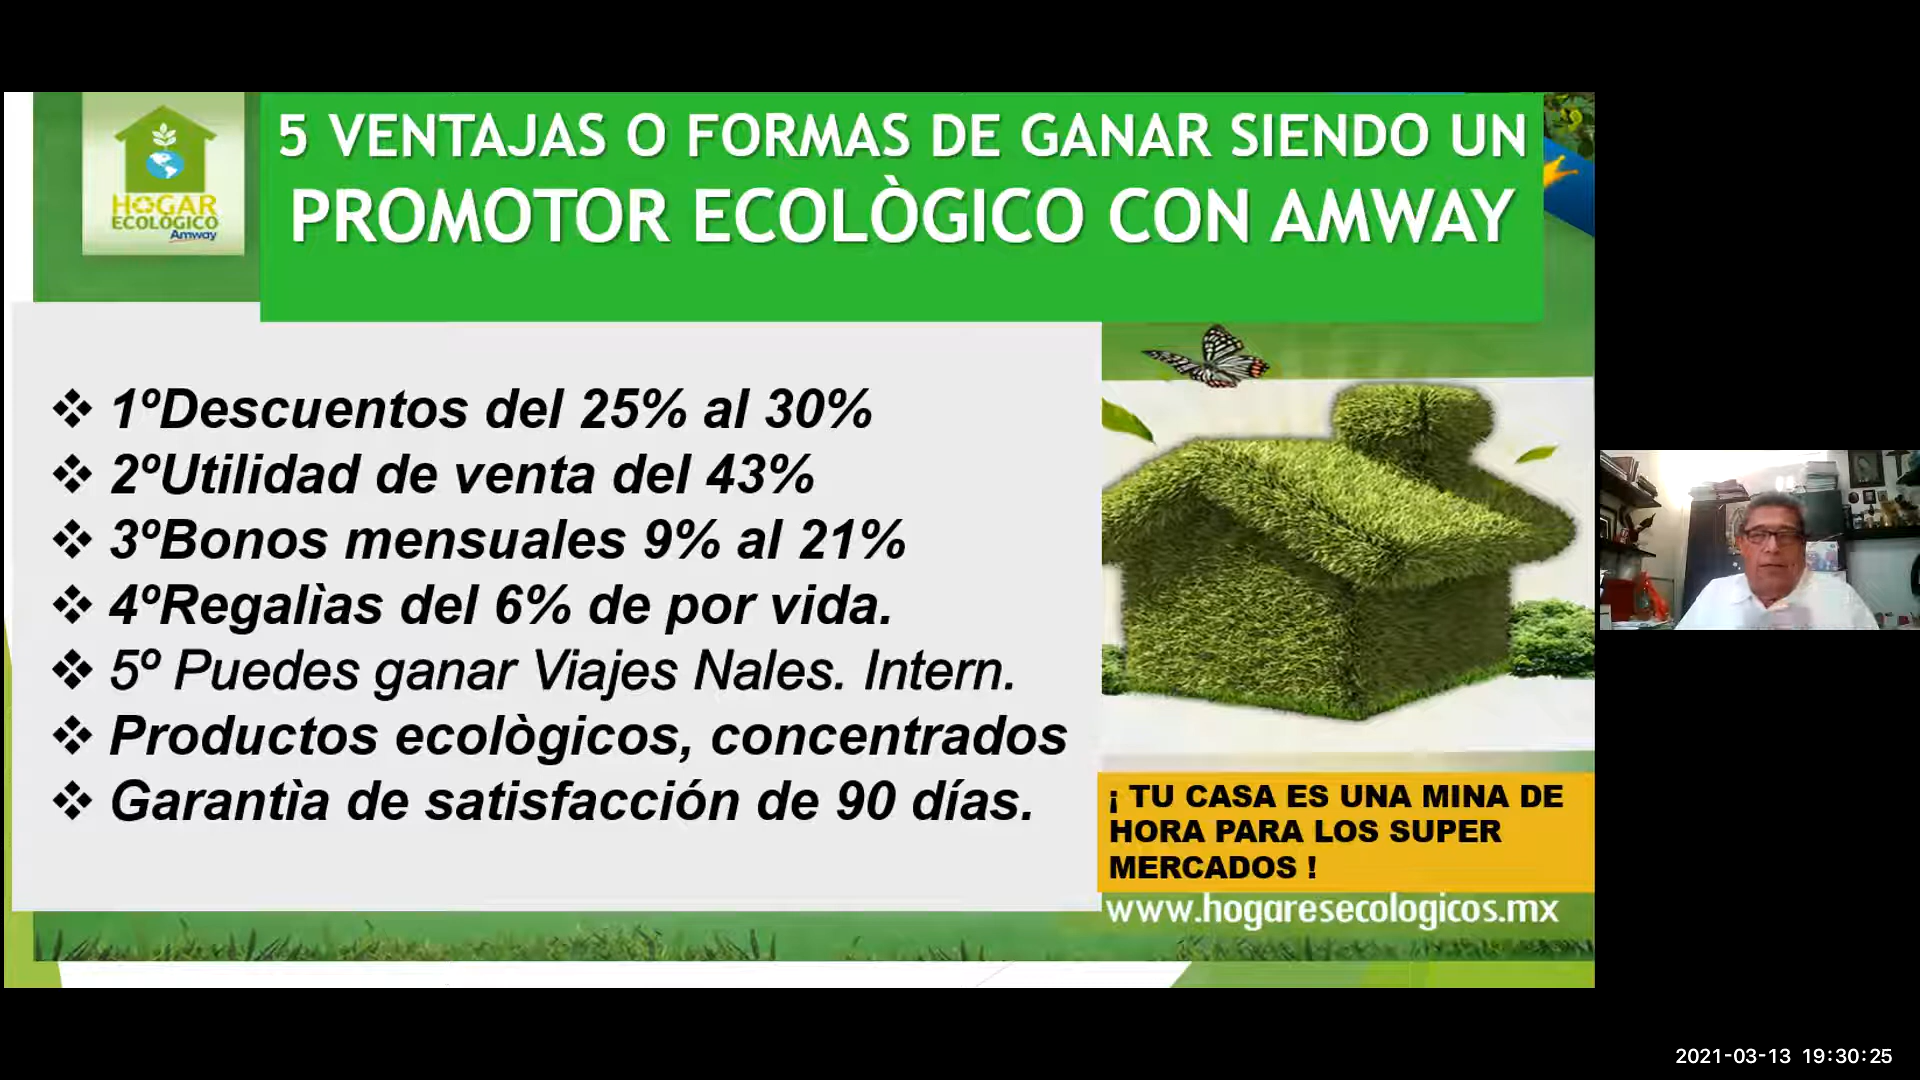 HOGAR
ECOLÓGICO
Amway
5 VENTAJAS O FORMAS DE GANAR SIENDO UN
PROMOTOR ECOLÒGICO CON AMWAY
❖ 1ºDescuentos del 25% al 30%
❖ 2ºUtilidad de venta del 43%
❖ 3ºBonos mensuales 9% al 21%
❖ 4ºRegalìas del 6% de por vida.
❖ 5º Puedes ganar Viajes Nales. Intern.
❖ Productos ecològicos, concentrados
❖ Garantìa de satisfacción de 90 días.
¡ TU CASA ES UNA MINA DE
HORA PARA LOS SUPER
MERCADOS !
www.hogaresecologicos.mx
2021-03-13 19:30:25